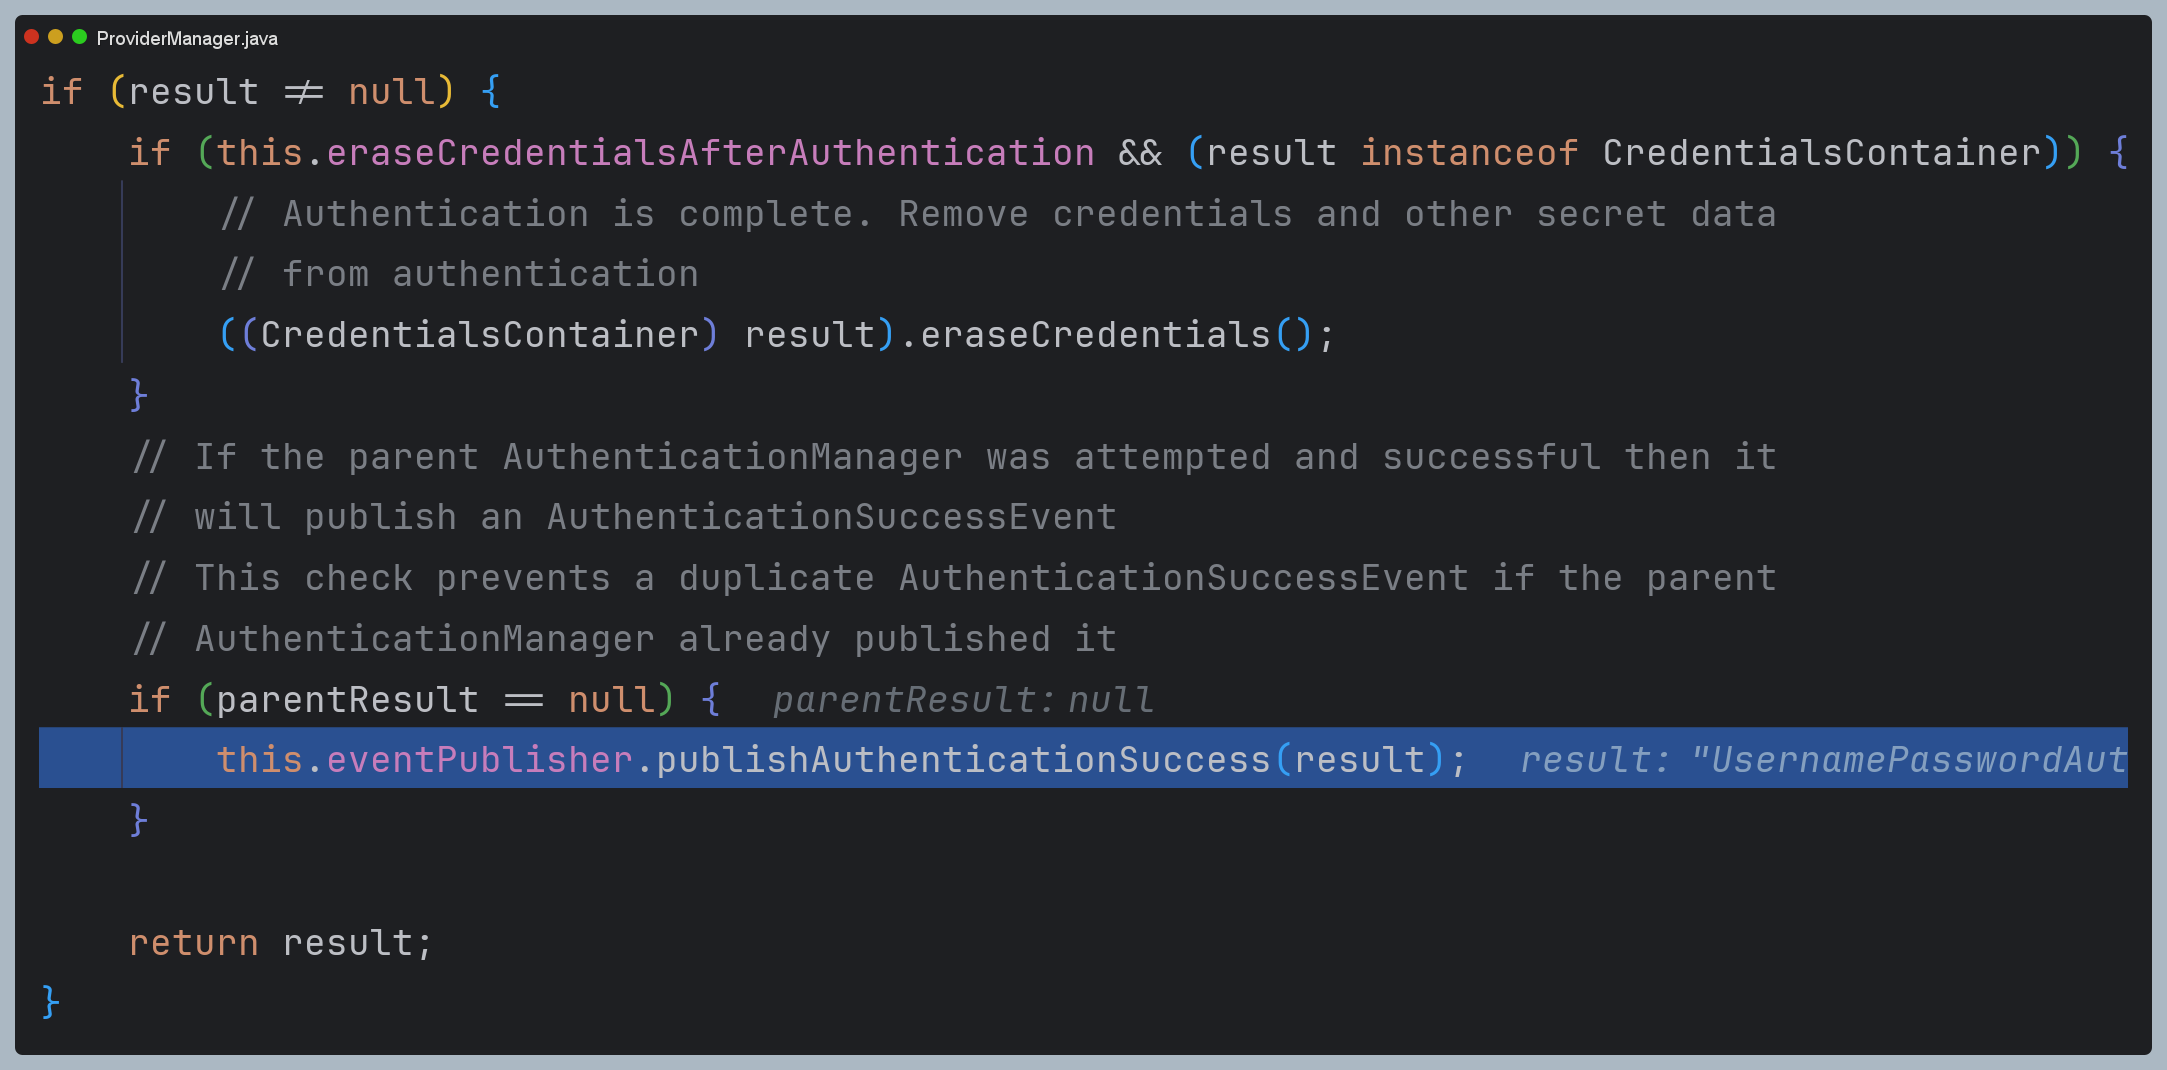 ProviderManager.java
if (result != null) {
    if (this.eraseCredentialsAfterAuthentication && (result instanceof CredentialsContainer)) {
        // Authentication is complete. Remove credentials and other secret data
        // from authentication
        ((CredentialsContainer) result).eraseCredentials();
    }
    // If the parent AuthenticationManager was attempted and successful then it
    // will publish an AuthenticationSuccessEvent
    // This check prevents a duplicate AuthenticationSuccessEvent if the parent
    // AuthenticationManager already published it
    if (parentResult == null) {  parentResult: null
        this.eventPublisher.publishAuthenticationSuccess(result);  result: "UsernamePasswordAut
    }
    return result;
}